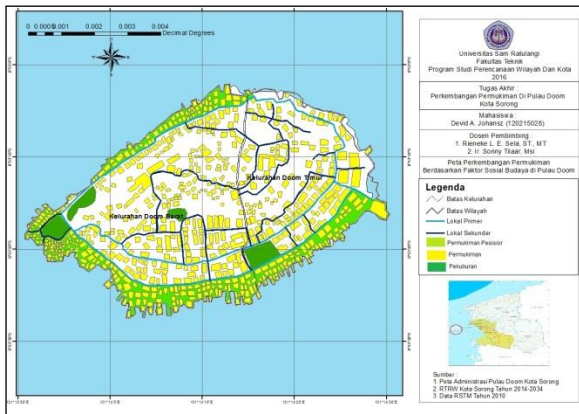 0 0.0005 0.001 0.002 0.003 0.004
Decimal Degrees
Kelurahan Doom Timur
Kelurahan Doom Barat
Universitas Sam Ratulangi
Fakultas Teknik
Program Studi Perencanaan Wilayah Dan Kota
2016
Tugas Akhir
Perkembangan Permukiman Di Pulau Doom
Kota Sorong
Mahasiswa :
Devid A. Johansz (120215028)
Dosen Pembimbing
1. Rieneke L. E. Sela, ST., MT
2. Ir. Sonny Tilaar, Msi
Peta Perkembangan Permukiman
Berdasarkan Faktor Sosial Budaya di Pulau Doom
Legenda
Batas Kelurahan
Batas Wilayah
Lokal Primer
Lokal Sekunder
Permukiman Pesisior
Permukiman
Pekuburan
Sumber :
1. Peta Administrasi Pulau Doom Kota Sorong
2. RTRW Kota Sorong Tahun 2014-2034
3. Data RSTM Tahun 2010